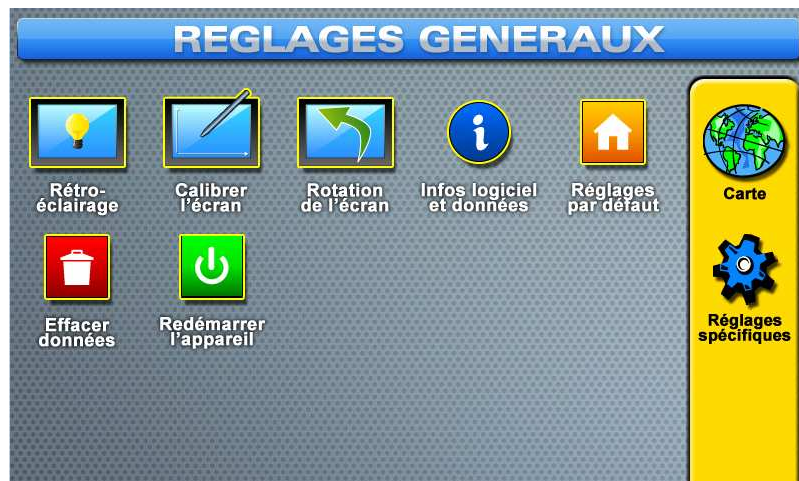 REGLAGES GENERAUX
Rétro-
éclairage
Calibrer
l'écran
Rotation
de l'écran
Infos logiciel
et données
Réglages
par défaut
Carte
Effacer
données
Redémarrer
l'appareil
Réglages
spécifiques